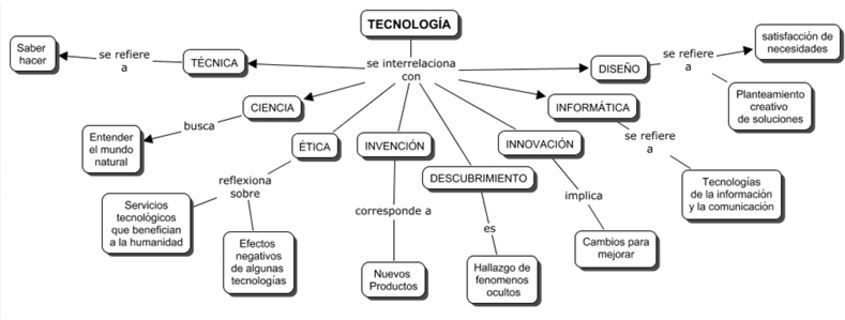 TECNOLOGÍA
se interrelaciona
con
TÉCNICA
se refiere
a
Saber
hacer
CIENCIA
busca
Entender
el mundo
natural
ÉTICA
reflexiona
sobre
Servicios
tecnológicos
que benefician
a la humanidad
Efectos
negativos
de algunas
tecnologías
INVENCIÓN
corresponde a
Nuevos
Productos
DESCUBRIMIENTO
es
Hallazgo de
fenomenos
ocultos
INNOVACIÓN
implica
Cambios para
mejorar
INFORMÁTICA
se refiere
a
Tecnologías
de la información
y la comunicación
DISEÑO
se refiere
a
satisfacción de
necesidades
Planteamiento
creativo
de soluciones